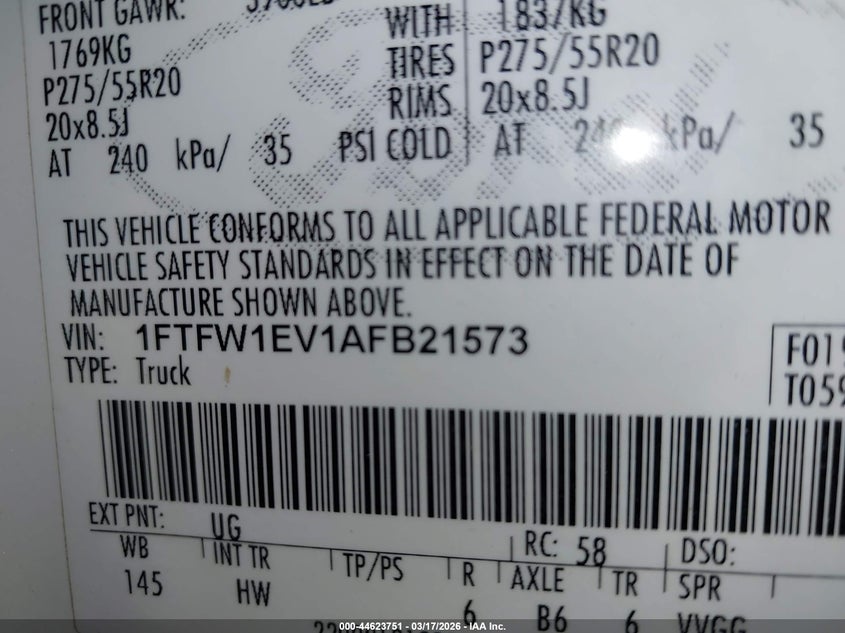 FRONT GAWR:
1769KG
P275/55R20
20x8.5J
AT 240 kPa/ 35 PSI COLD
WITH
TIRES
RIMS
1837KG
P275/55R20
20x8.5J
AT kPa/ 35
THIS VEHICLE CONFORMS TO ALL APPLICABLE FEDERAL MOTOR
VEHICLE SAFETY STANDARDS IN EFFECT ON THE DATE OF
MANUFACTURE SHOWN ABOVE.
VIN: 1FTFW1EV1AFB21573
TYPE: Truck
EXT PNT: UG RC: 58 DSO:
WB INT TR TP/PS R AXLE TR SPR
145 HW 6 B6 6 VVGG
000-44623751 — 03/17/2026 — IAA Inc.